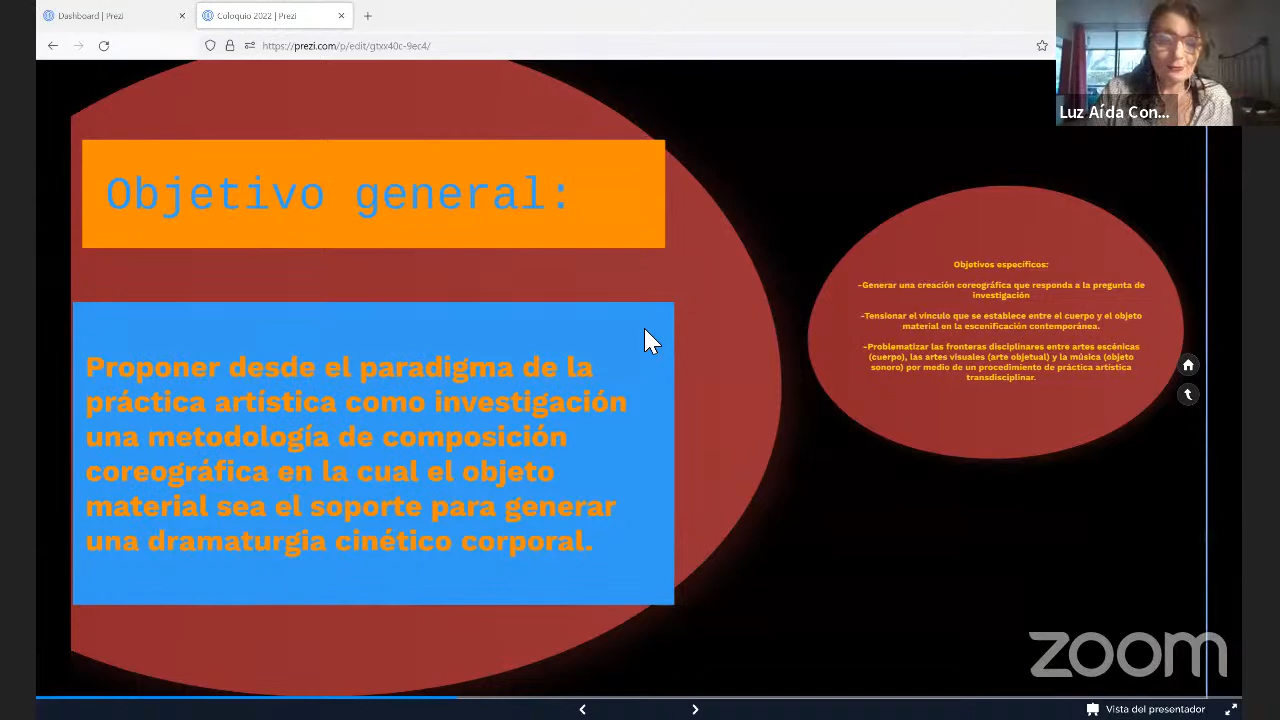 Dashboard | Prezi
Coloquio 2022 | Prezi
https://prezi.com/p/edit/gtxx40c-9ec4/
Luz Aída Con...
Objetivo general:
Proponer desde el paradigma de la
práctica artística como investigación
una metodología de composición
coreográfica en la cual el objeto
material sea el soporte para generar
una dramaturgia cinético corporal.
Objetivos específicos:
-Generar una creación coreográfica que responda a la pregunta de
investigación
-Tensionar el vínculo que se establece entre el cuerpo y el objeto
material en la escenificación contemporánea.
-Problematizar las fronteras disciplinares entre artes escénicas
(cuerpo), las artes visuales (arte objetual) y la música (objeto
sonoro) por medio de un procedimiento de práctica artística
transdisciplinar.
zoom
Vista del presentador